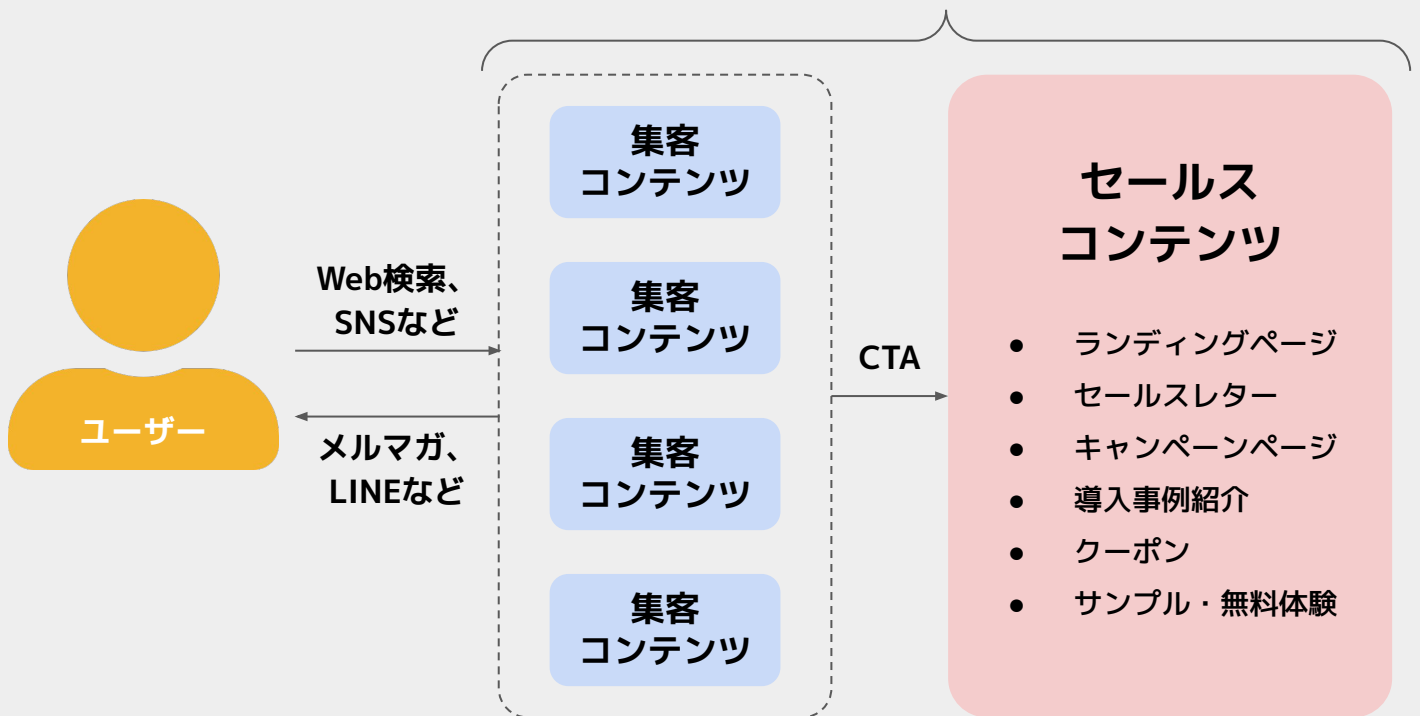 ユーザー
Web検索、
SNSなど
メルマガ、
LINEなど
集客
コンテンツ
集客
コンテンツ
集客
コンテンツ
集客
コンテンツ
CTA
セールス
コンテンツ
● ランディングページ
● セールスレター
● キャンペーンページ
● 導入事例紹介
● クーポン
● サンプル・無料体験